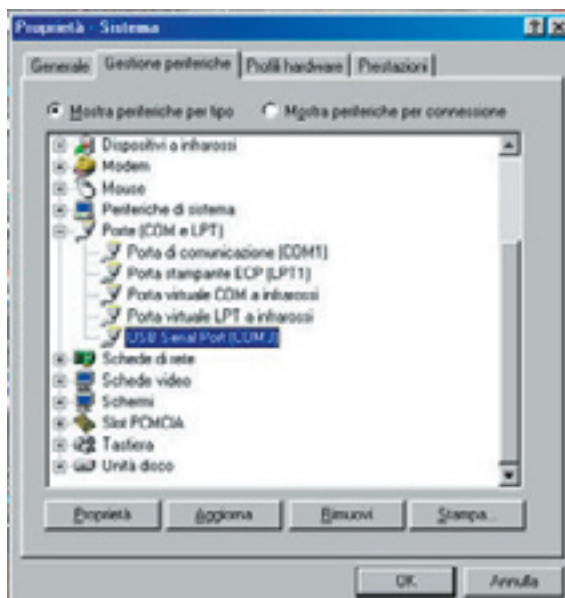 Proprietà - Sistema
Generale Gestione periferiche Profili hardware Prestazioni
Mostra periferiche per tipo Mostra periferiche per connessione
Dispositivi a infrarossi
Modem
Mouse
Periferiche di sistema
Porte (COM e LPT)
Porta di comunicazione (COM1)
Porta stampante ECP (LPT1)
Porta virtuale COM a infrarossi
Porta virtuale LPT a infrarossi
USB Serial Port
Schede di rete
Schede video
Schermi
Slot PCMCIA
Tastiera
Unità disco
Proprietà Aggiorna Rimuovi Stampa...
OK Annulla